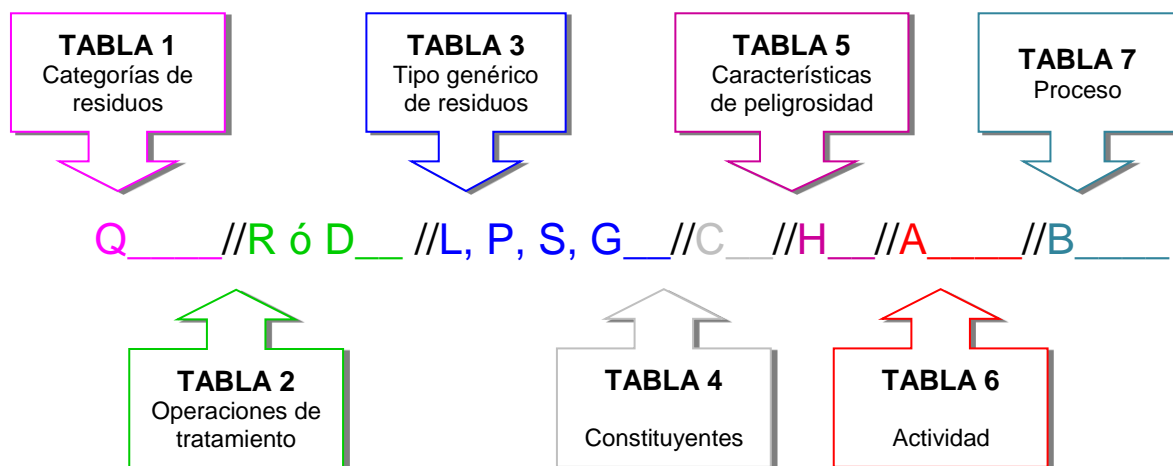 TABLA 1
Categorías de
residuos
TABLA 3
Tipo genérico
de residuos
TABLA 5
Características
de peligrosidad
TABLA 7
Proceso
Q____//R ó D__ //L, P, S, G__//C__//H__//A____//B____
TABLA 2
Operaciones de
tratamiento
TABLA 4
Constituyentes
TABLA 6
Actividad